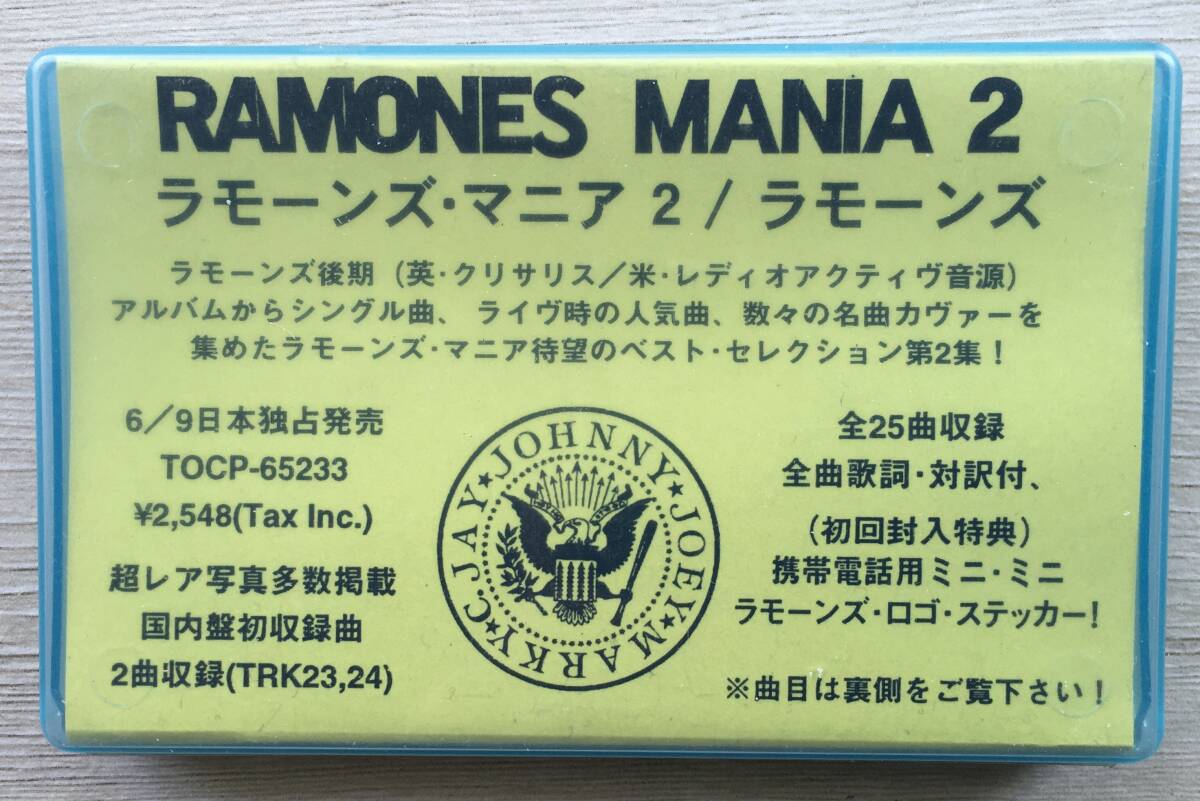 RAMONES MANIA 2
ラモーンズ・マニア 2 / ラモーンズ
ラモーンズ後期（英・クリサリス／米・レディオアクティヴ音源）
アルバムからシングル曲、ライヴ時の人気曲、数々の名曲カヴァーを
集めたラモーンズ・マニア待望のベスト・セレクション第2集！
6／9日本独占発売
TOCP-65233
¥2,548(Tax Inc.)
超レア写真多数掲載
国内盤初収録曲
2曲収録(TRK23,24)
JOHNNY★JOEY★MARKY★C.JAY★
全25曲収録
全曲歌詞・対訳付、
（初回封入特典）
携帯電話用ミニ・ミニ
ラモーンズ・ロゴ・ステッカー！
※曲目は裏側をご覧下さい！